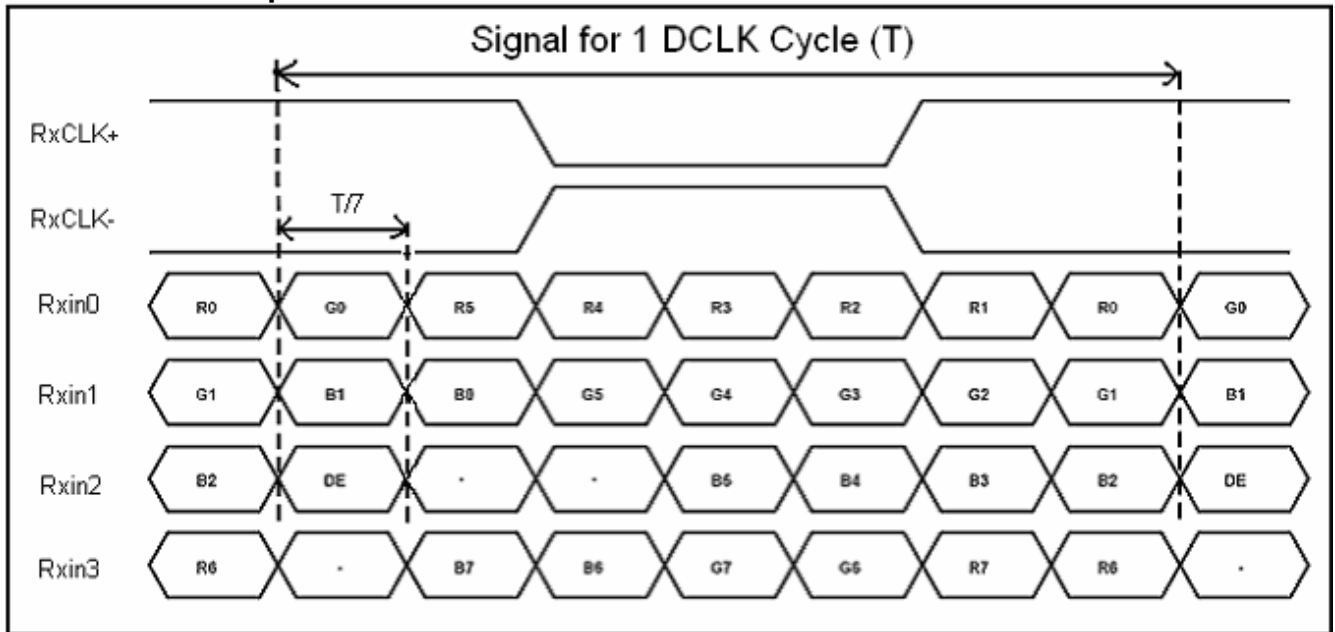 Signal for 1 DCLK Cycle (T)
RxCLK+
T/7
RxCLK-
Rxin0 R0 G0 R5 R4 R3 R2 R1 R0 G0
Rxin1 G1 B1 B0 G5 G4 G3 G2 G1 B1
Rxin2 B2 DE - - B5 B4 B3 B2 DE
Rxin3 R6 - B7 B6 G7 G6 R7 R6 -